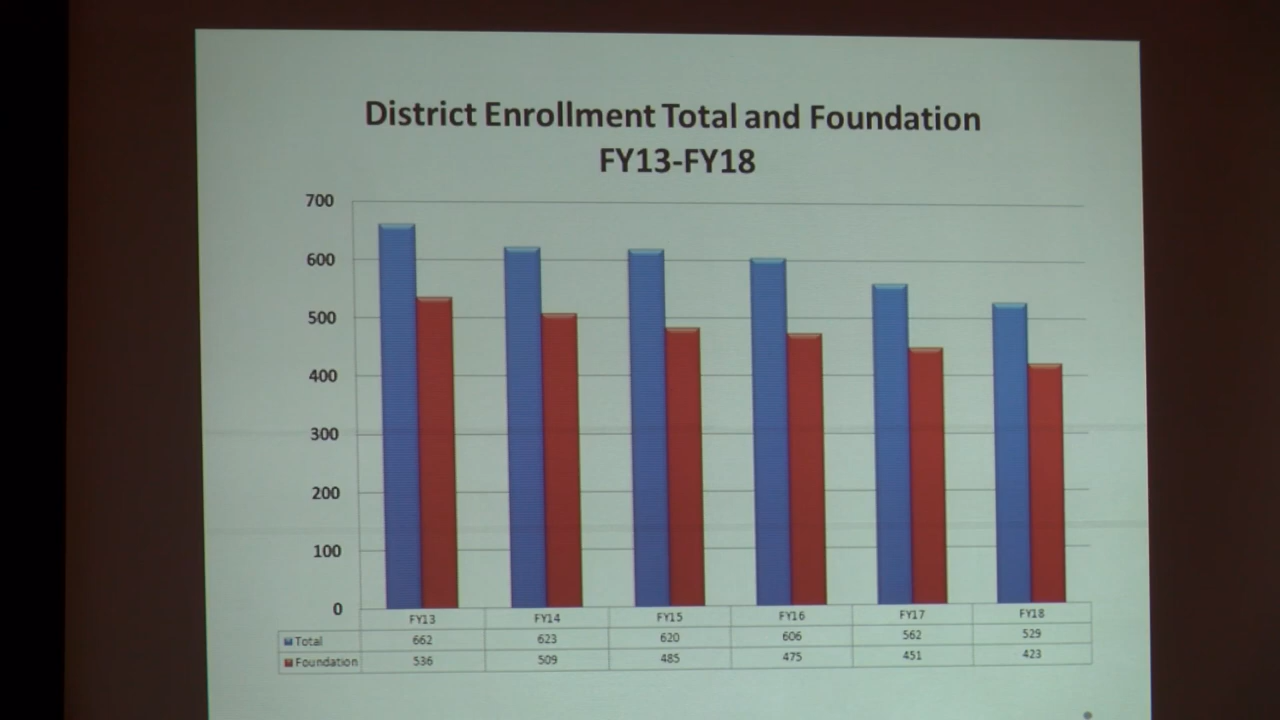 District Enrollment Total and Foundation
FY13-FY18
700
600
500
400
300
200
100
0
FY13 FY14 FY15 FY16 FY17 FY18
Total 662 623 620 606 562 529
Foundation 536 509 485 475 451 423